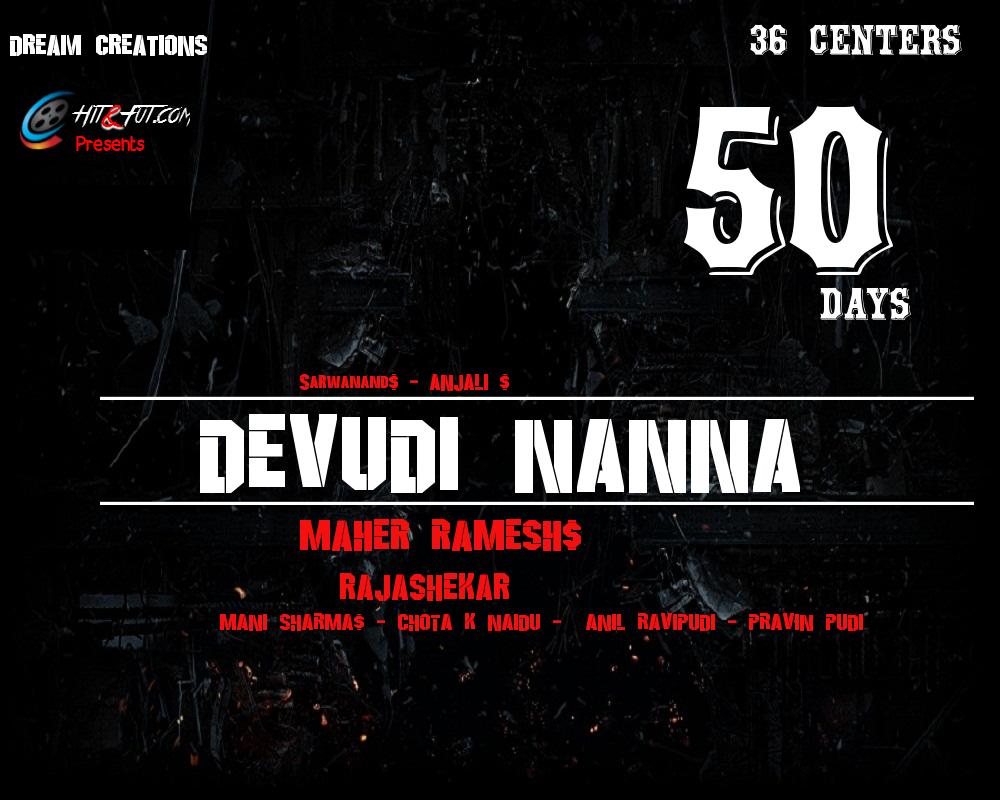 DREAM CREATIONS
36 CENTERS
HIT&FUT.COM
Presents
50
DAYS
SARWANAND$ - ANJALI $
DEVUDI NANNA
MAHER RAMESH$
RAJASHEKAR
MANI SHARMA$ - CHOTA K NAIDU - ANIL RAVIPUDI - PRAVIN PUDI